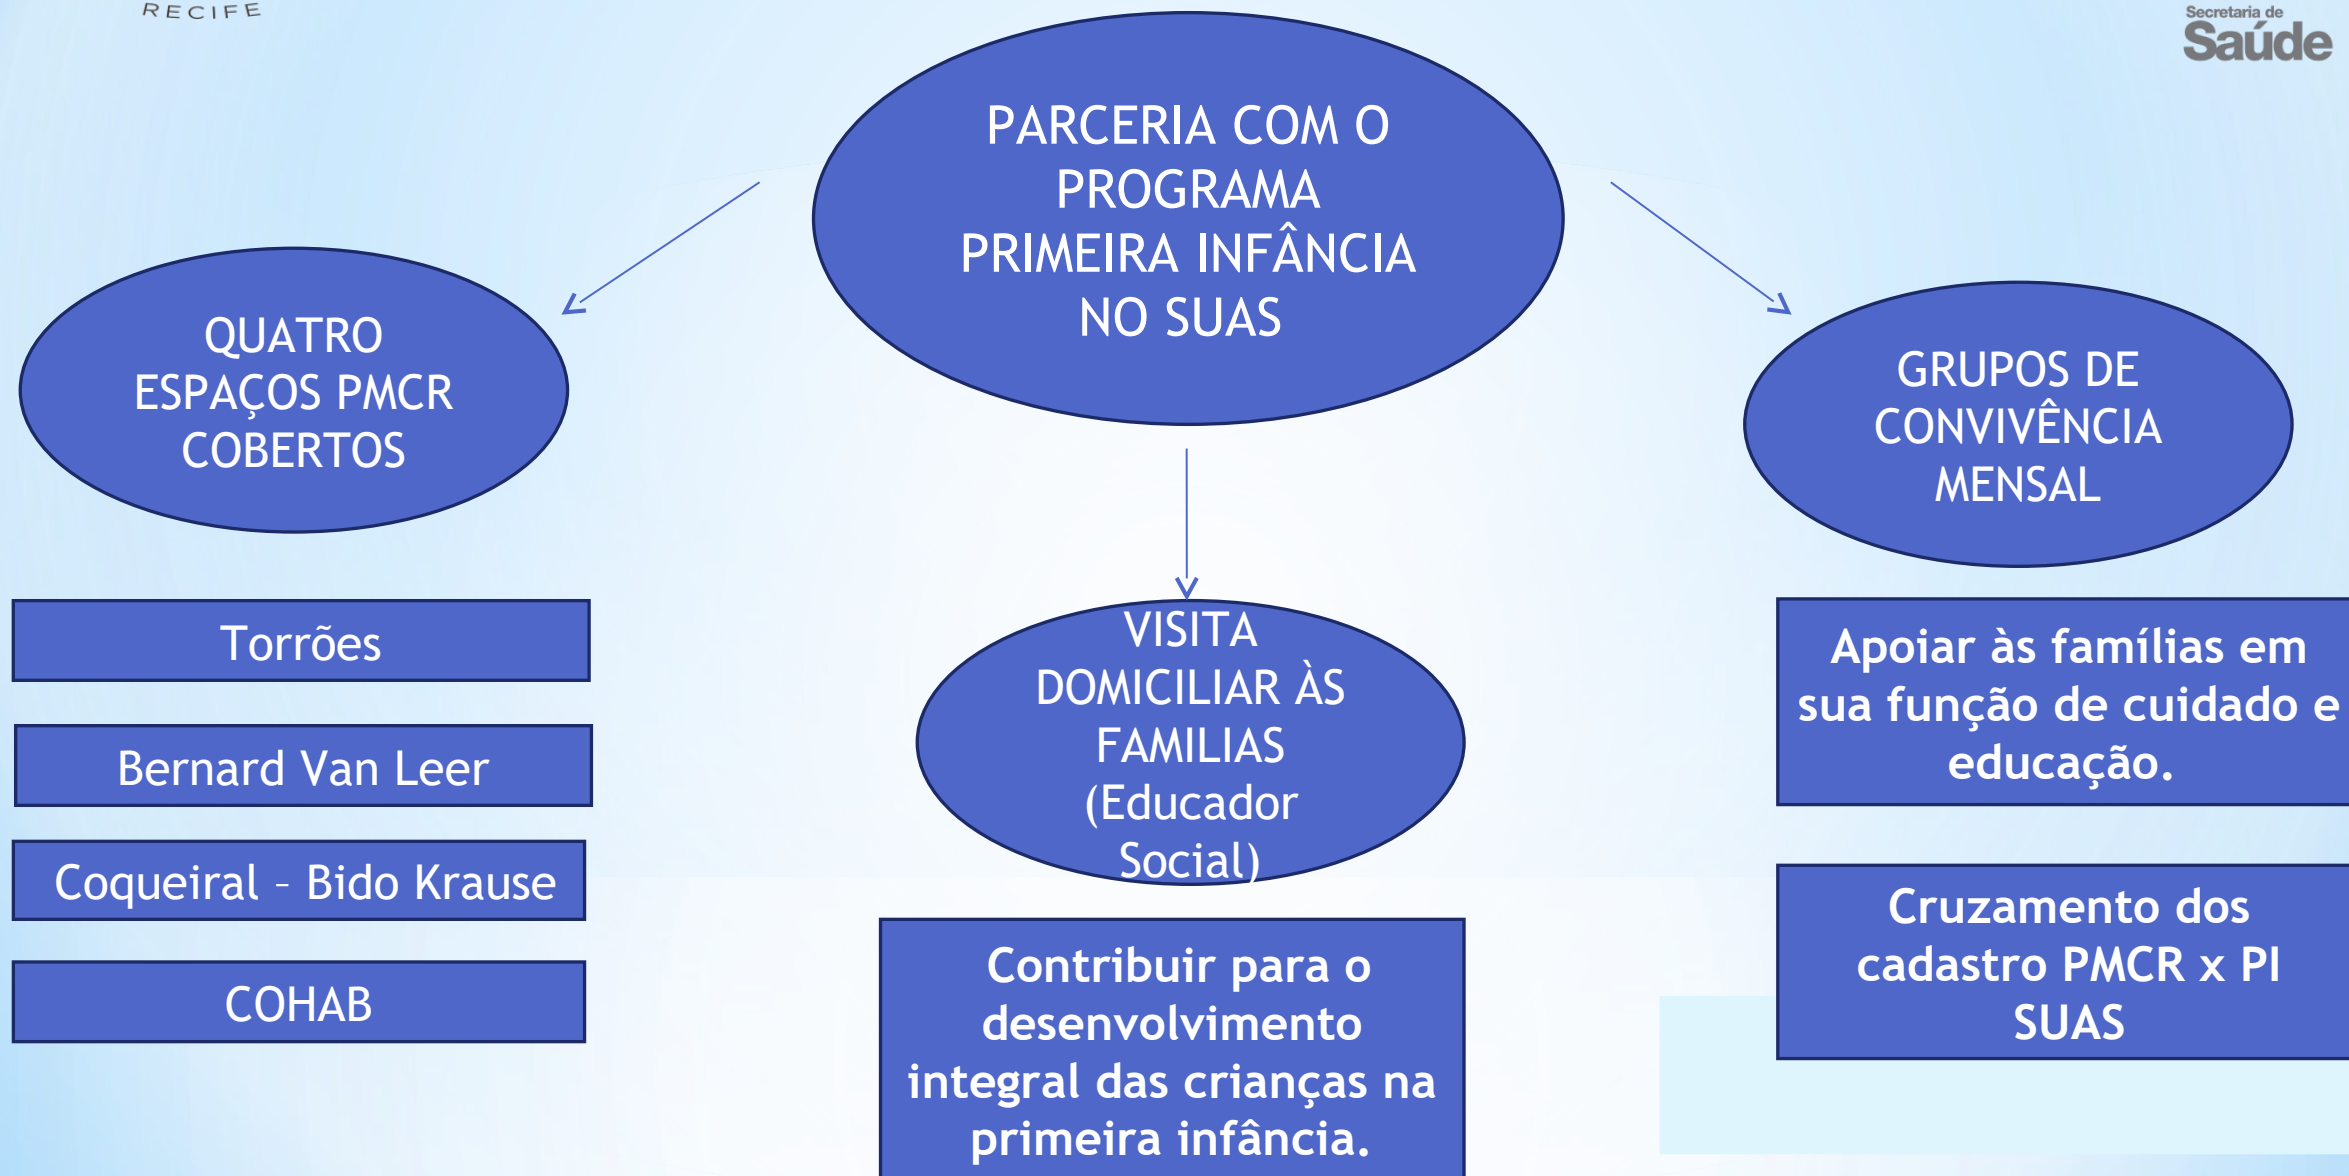 RECIFE
Secretaria de
Saúde
PARCERIA COM O
PROGRAMA
PRIMEIRA INFÂNCIA
NO SUAS
QUATRO
ESPAÇOS PMCR
COBERTOS
Torrões
Bernard Van Leer
Coqueiral – Bido Krause
COHAB
VISITA
DOMICILIAR ÀS
FAMILIAS
(Educador
Social)
Contribuir para o
desenvolvimento
integral das crianças na
primeira infância.
GRUPOS DE
CONVIVÊNCIA
MENSAL
Apoiar às famílias em
sua função de cuidado e
educação.
Cruzamento dos
cadastro PMCR x PI
SUAS